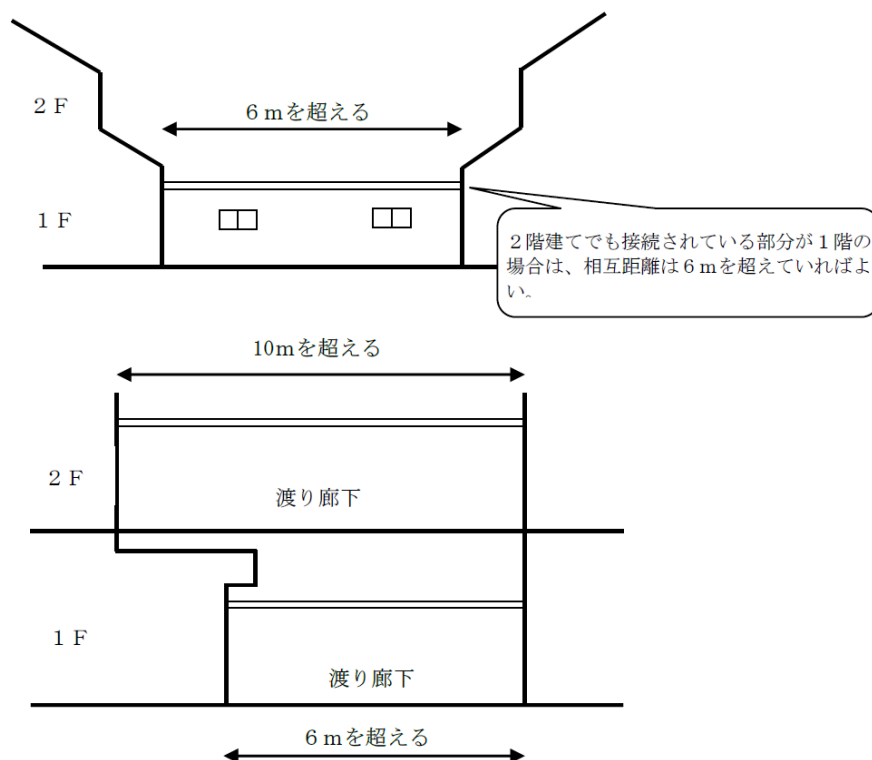 ２Ｆ
６ｍを超える
１Ｆ
２階建てでも接続されている部分が１階の
場合は、相互距離は６ｍを超えていればよ
い。
10ｍを超える
２Ｆ
渡り廊下
１Ｆ
渡り廊下
６ｍを超える